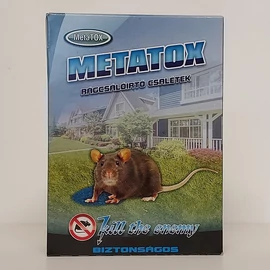 MetaTOX
METATOX
RÁGCSÁLÓIRTÓ CSALÉTEK
kill the enemy
BIZTONSÁGOS